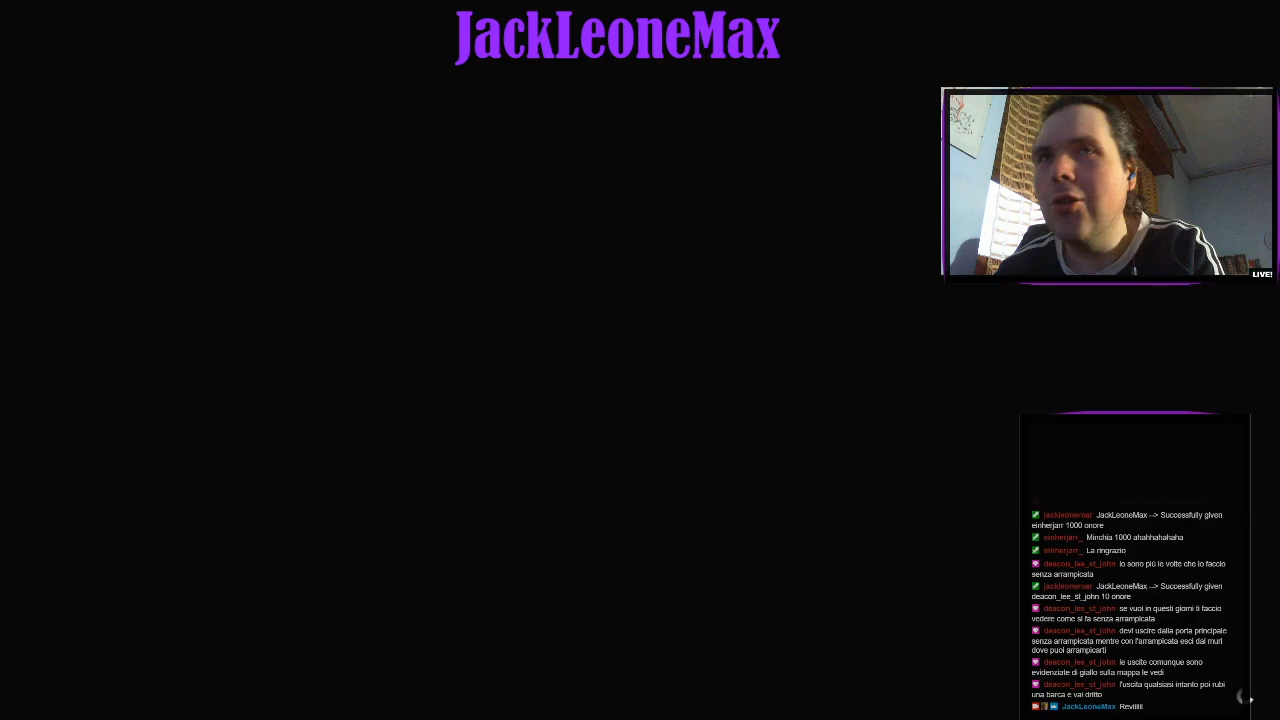 JackLeoneMax
LIVE!
JackLeoneMax --> Successfully given
einherjarr 1000 onore
einherjarr_ Minchia 1000 ahahhahahaha
einherjarr_ La ringrazio
deacon_lee_st_john Io sono più le volte che lo faccio
senza arrampicata
JackLeoneMax --> Successfully given
deacon_lee_st_john 10 onore
deacon_lee_st_john se vuoi in questi giorni ti faccio
vedere come si fa senza arrampicata
deacon_lee_st_john devi uscire dalla porta principale
senza arrampicata mentre con l'arrampicata esci dai muri
dove puoi arrampicarti
deacon_lee_st_john le uscite comunque sono
evidenziate di giallo sulla mappa le vedi
deacon_lee_st_john l'uscita qualsiasi intanto poi rubi
una barca e vai dritto
JackLeoneMax